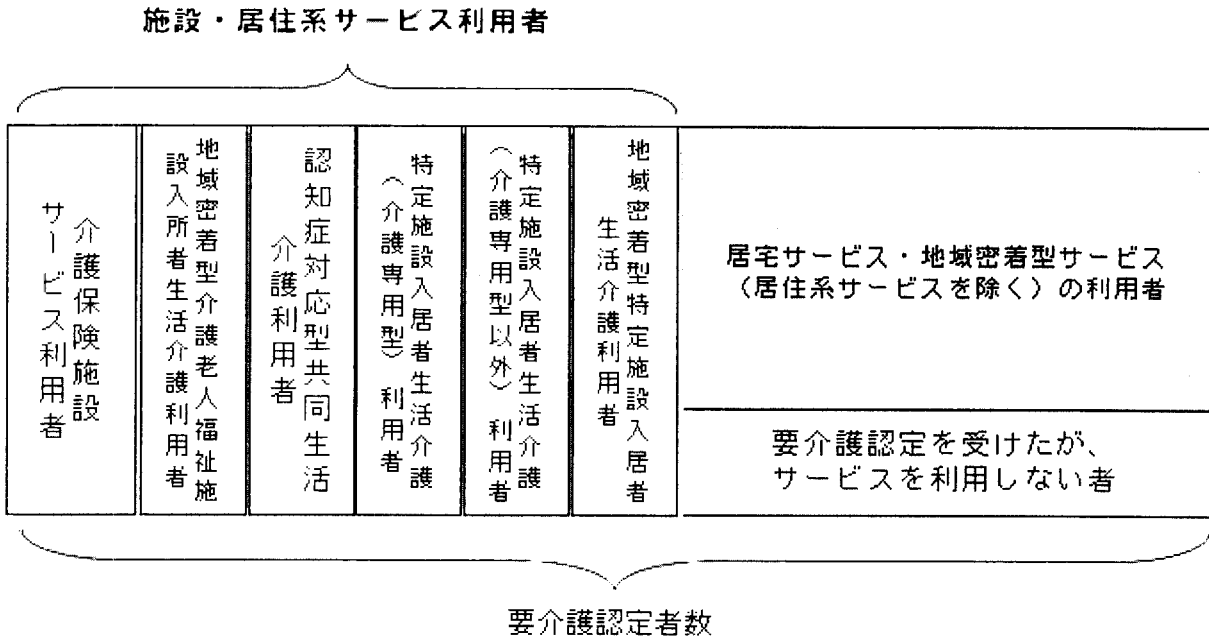 施設・居住系サービス利用者
介護保険施設
サービス利用者
地域密着型介護老人福祉施
設入所者生活介護利用者
認知症対応型共同生活
介護利用者
特定施設入居者生活介護
（介護専用型）利用者
特定施設入居者生活介護
（介護専用型以外）利用者
地域密着型特定施設入居者
生活介護利用者
居宅サービス・地域密着型サービス
（居住系サービスを除く）の利用者
要介護認定を受けたが、
サービスを利用しない者
要介護認定者数